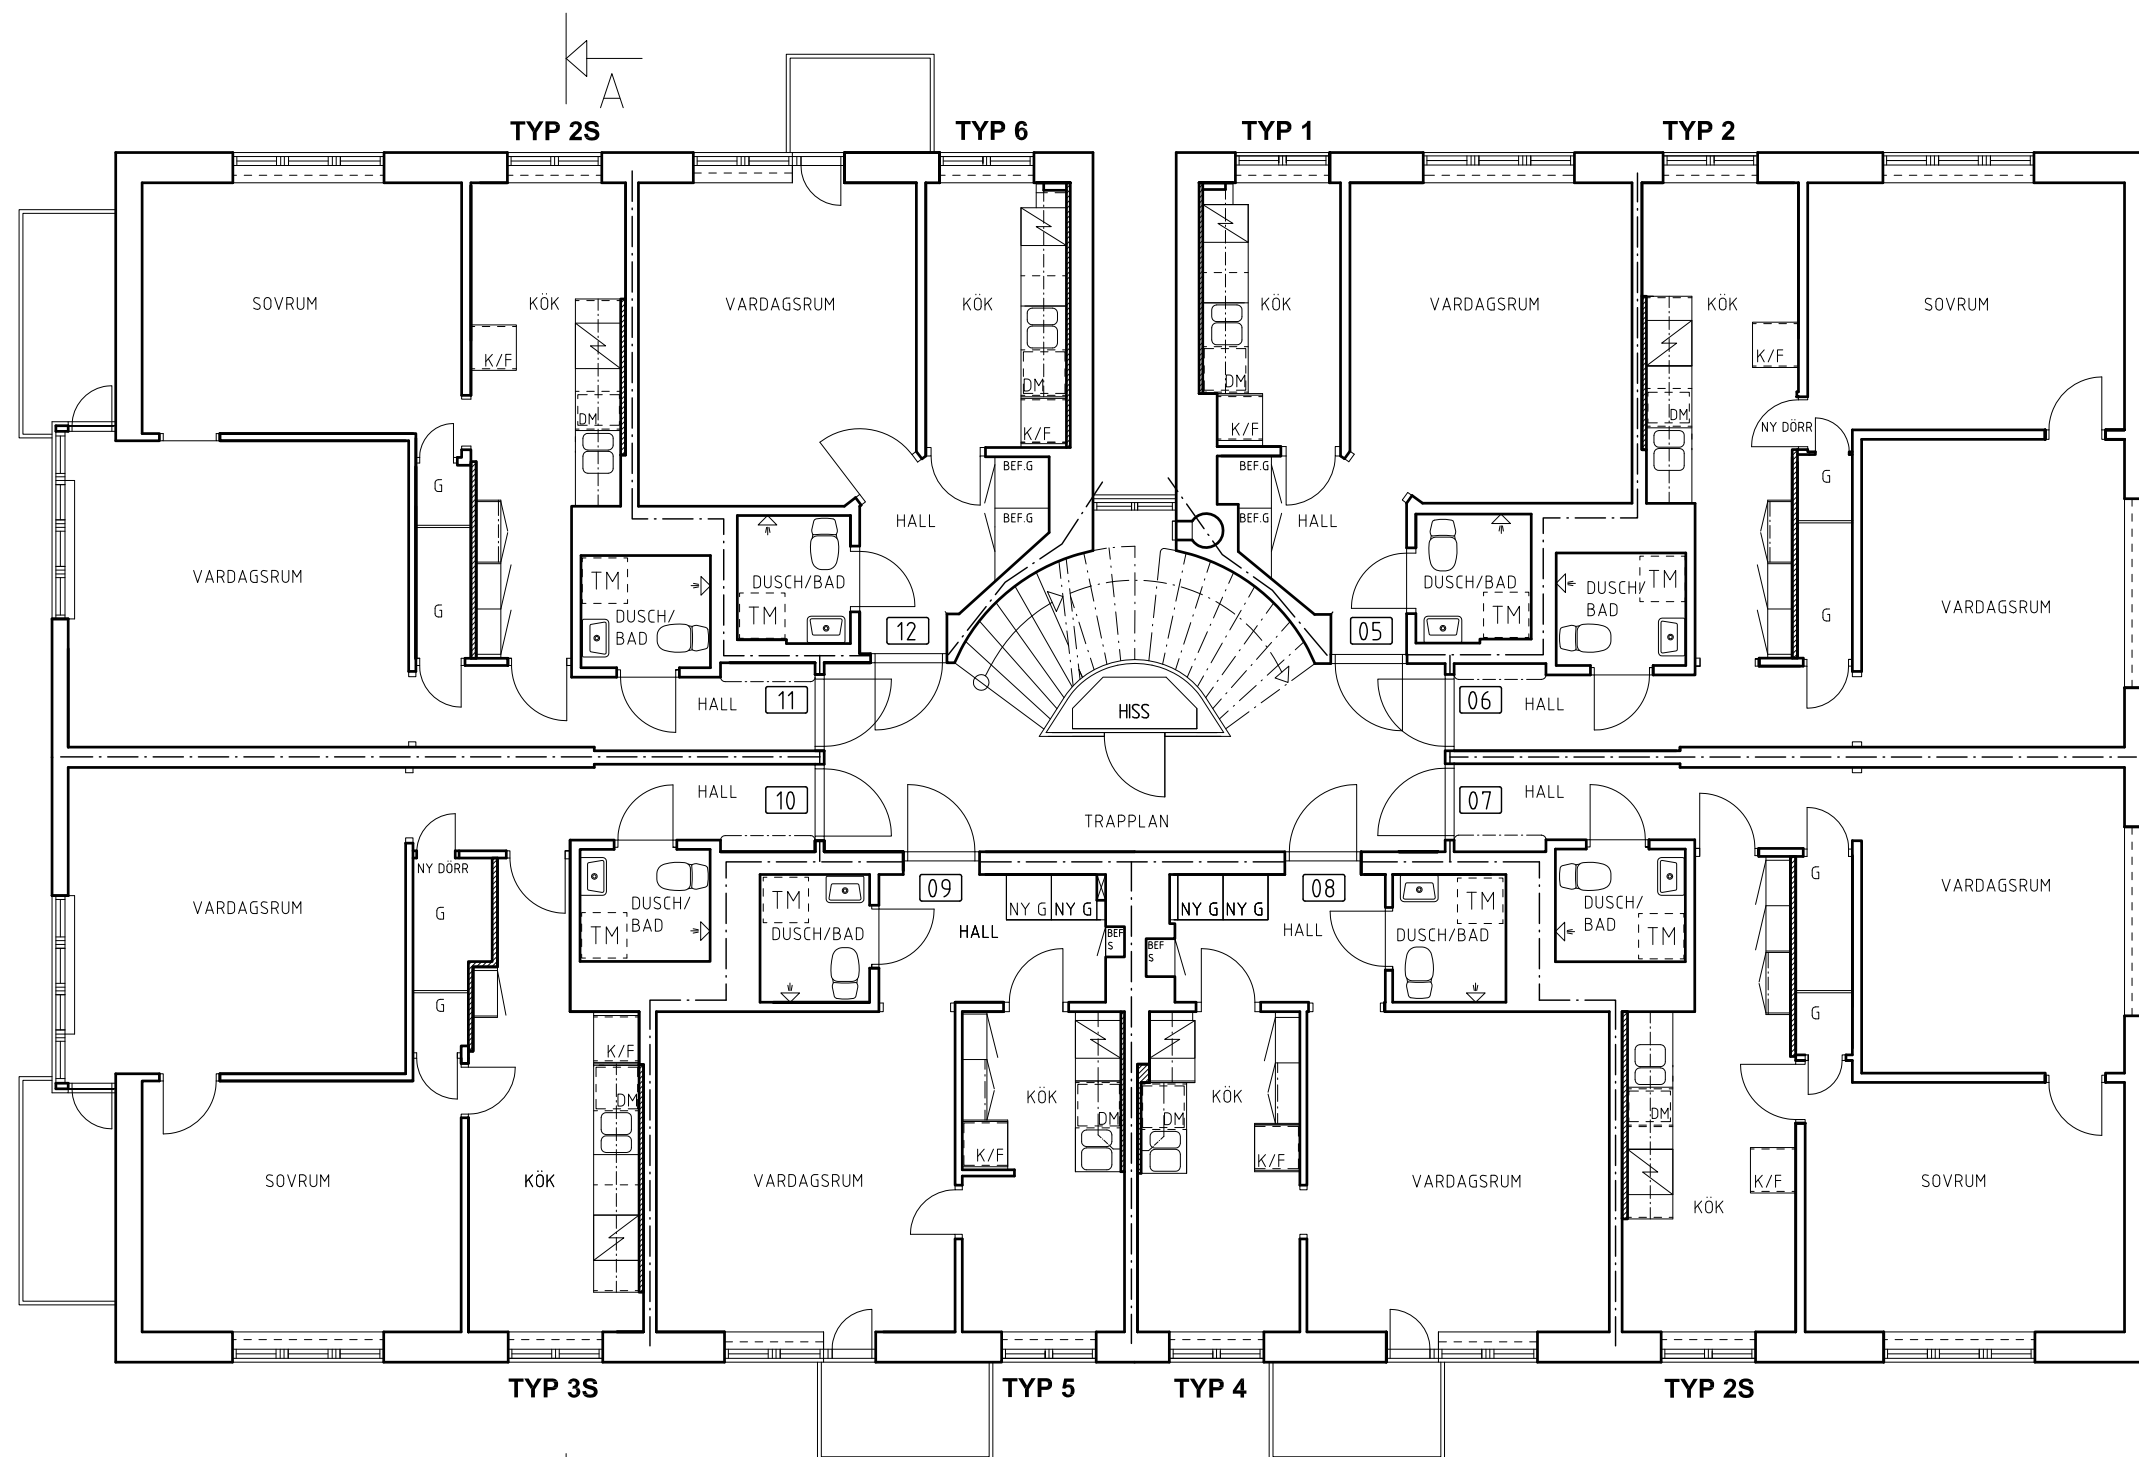 A
TYP 2S
TYP 6
TYP 1
TYP 2
SOVRUM
KÖK
VARDAGSRUM
KÖK
KÖK
VARDAGSRUM
KÖK
SOVRUM
K/F
DM
DM
K/F
DM
K/F
K/F
DM
NY DÖRR
G
G
BEF.G
BEF.G
HALL
BEF.G
BEF.G
HALL
G
G
VARDAGSRUM
TM
DUSCH/
BAD
DUSCH/BAD
TM
12
05
DUSCH/BAD
TM
DUSCH/
BAD
TM
VARDAGSRUM
HALL
11
HISS
06
HALL
HALL
10
TRAPPLAN
07
HALL
NY DÖRR
G
G
VARDAGSRUM
DUSCH/
BAD
TM
TM
DUSCH/BAD
09
NY G
NY G
HALL
BEF
S
BEF
S
NY G
NY G
08
HALL
TM
DUSCH/BAD
DUSCH/
BAD
TM
G
G
VARDAGSRUM
K/F
DM
KÖK
DM
K/F
DM
KÖK
K/F
DM
SOVRUM
KÖK
VARDAGSRUM
VARDAGSRUM
K/F
KÖK
SOVRUM
TYP 3S
TYP 5
TYP 4
TYP 2S